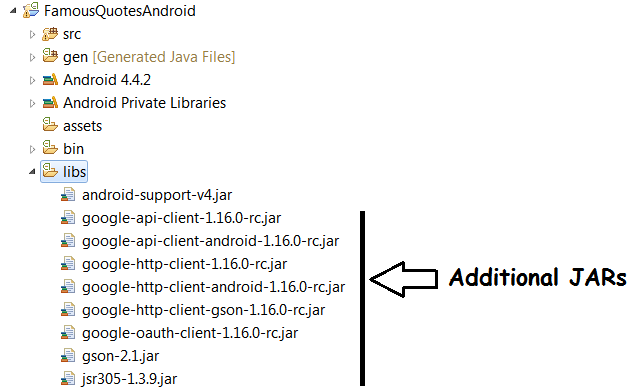 FamousQuotesAndroid
src
gen [Generated Java Files]
Android 4.4.2
Android Private Libraries
assets
bin
libs
android-support-v4.jar
google-api-client-1.16.0-rc.jar
google-api-client-android-1.16.0-rc.jar
google-http-client-1.16.0-rc.jar
google-http-client-android-1.16.0-rc.jar
google-http-client-gson-1.16.0-rc.jar
google-oauth-client-1.16.0-rc.jar
gson-2.1.jar
jsr305-1.3.9.jar
Additional JARs